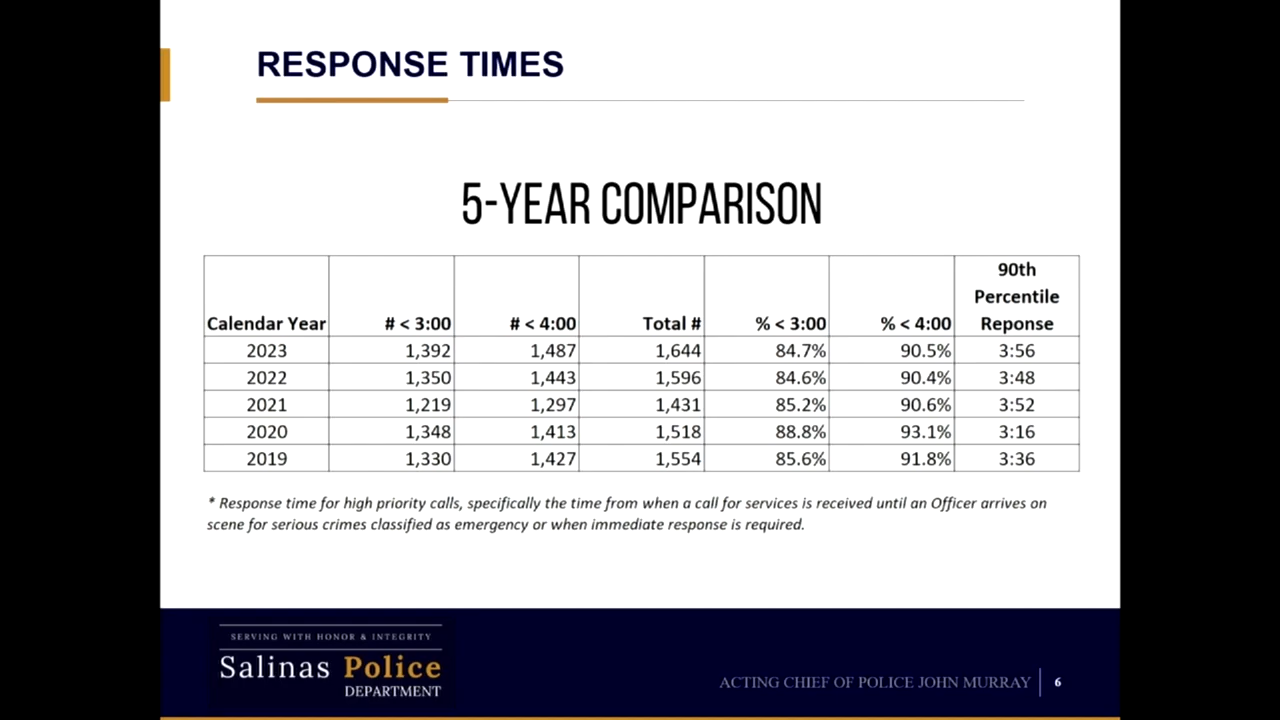 RESPONSE TIMES
5-YEAR COMPARISON
90th
Percentile
Calendar Year # < 3:00 # < 4:00 Total # % < 3:00 % < 4:00 Reponse
2023 1,392 1,487 1,644 84.7% 90.5% 3:56
2022 1,350 1,443 1,596 84.6% 90.4% 3:48
2021 1,219 1,297 1,431 85.2% 90.6% 3:52
2020 1,348 1,413 1,518 88.8% 93.1% 3:16
2019 1,330 1,427 1,554 85.6% 91.8% 3:36
* Response time for high priority calls, specifically the time from when a call for services is received until an Officer arrives on
scene for serious crimes classified as emergency or when immediate response is required.
SERVING WITH HONOR & INTEGRITY
Salinas Police
DEPARTMENT
ACTING CHIEF OF POLICE JOHN MURRAY 6